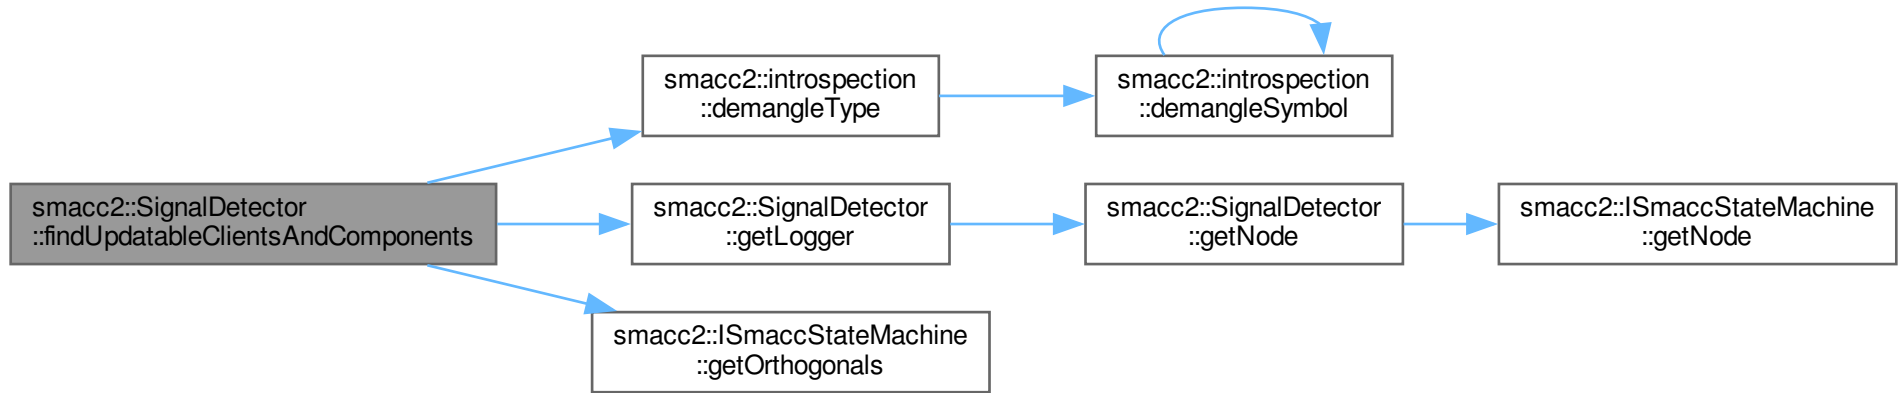 smacc2::SignalDetector
::findUpdatableClientsAndComponents
smacc2::introspection
::demangleType
smacc2::introspection
::demangleSymbol
smacc2::SignalDetector
::getLogger
smacc2::SignalDetector
::getNode
smacc2::ISmaccStateMachine
::getNode
smacc2::ISmaccStateMachine
::getOrthogonals